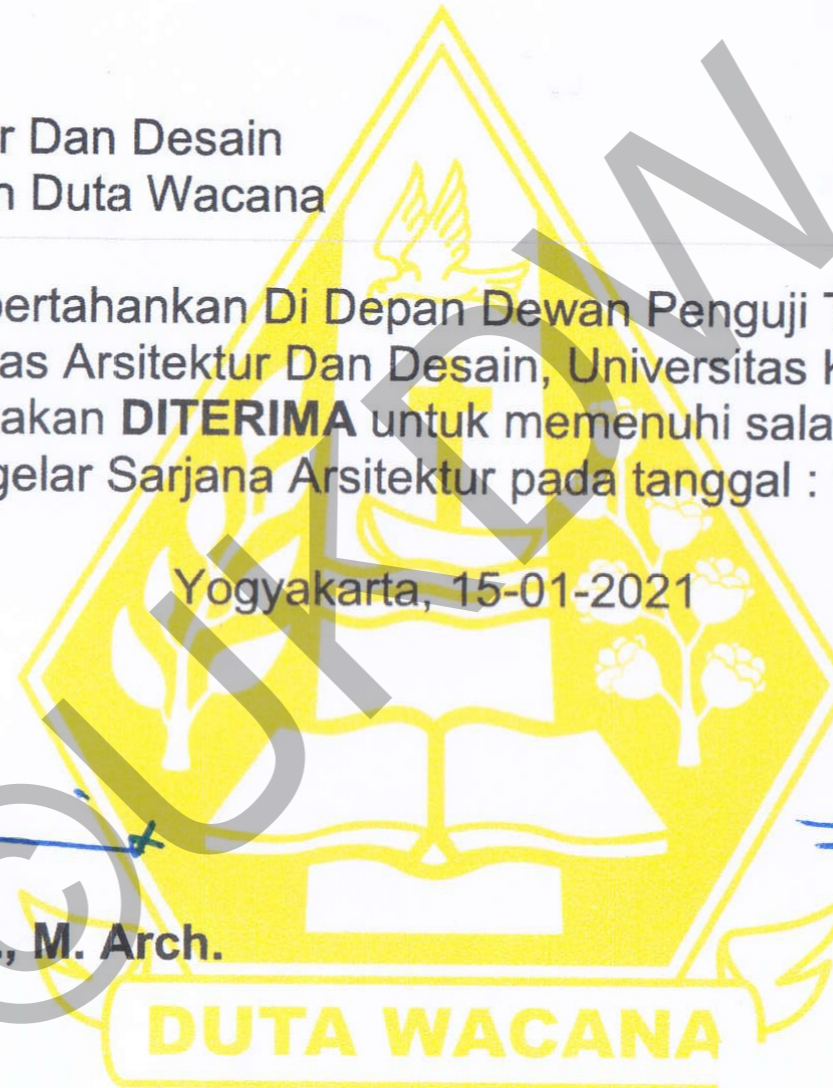 r Dan Desain
n Duta Wacana
pertahankan Di Depan Dewan Penguji T
as Arsitektur Dan Desain, Universitas K
akan DITERIMA untuk memenuhi sala
gelar Sarjana Arsitektur pada tanggal :
Yogyakarta, 15-01-2021
., M. Arch.
DUTA WACANA
©UKDW